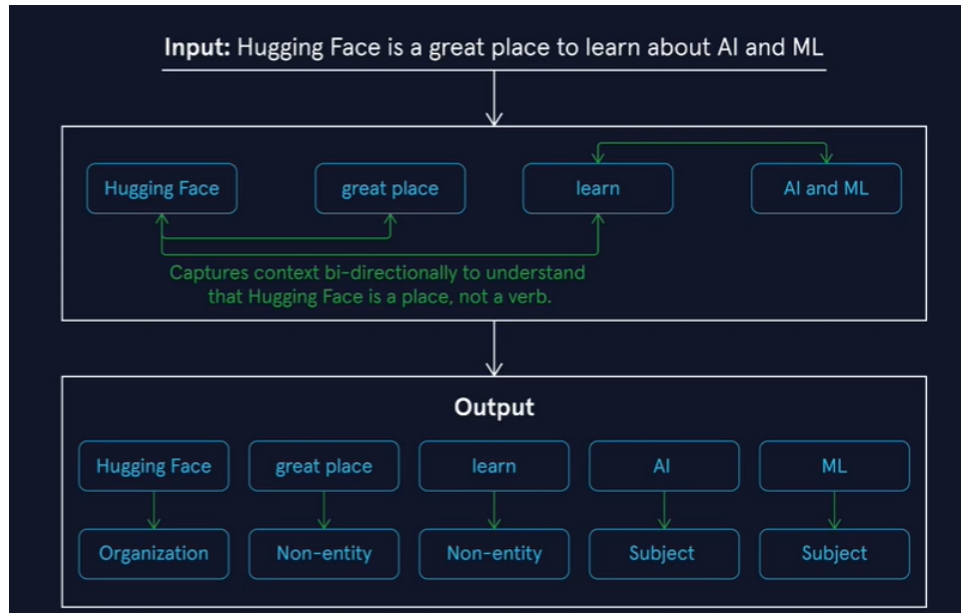 Input: Hugging Face is a great place to learn about AI and ML
Hugging Face
great place
learn
AI and ML
Captures context bi-directionally to understand
that Hugging Face is a place, not a verb.
Output
Hugging Face
great place
learn
AI
ML
Organization
Non-entity
Non-entity
Subject
Subject